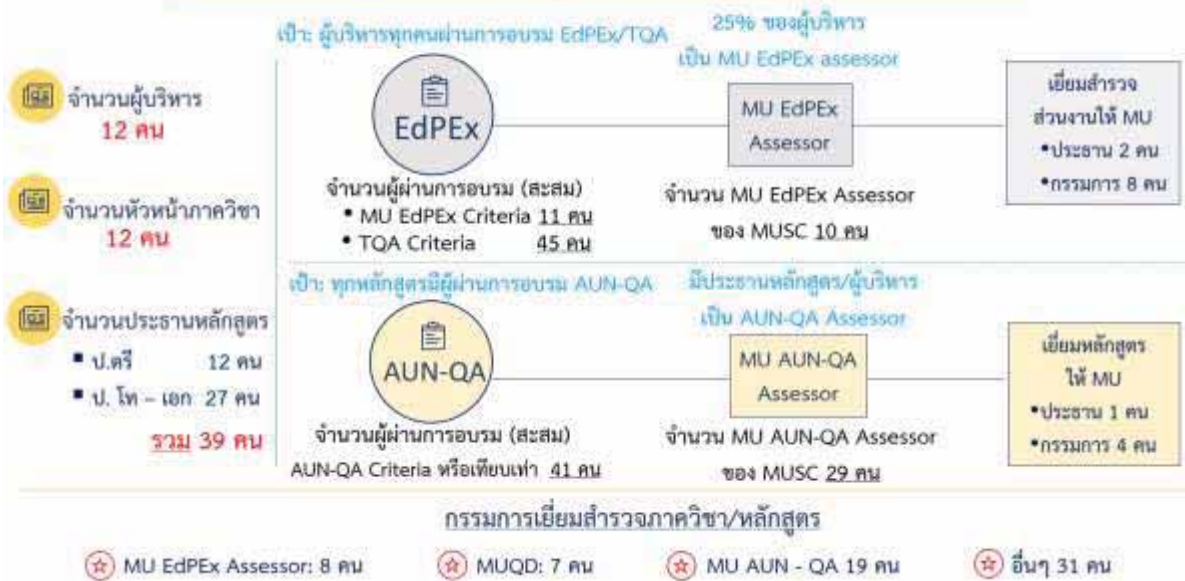 จำนวนผู้บริหาร
12 คน
จำนวนหัวหน้าภาควิชา
12 คน
จำนวนประธานหลักสูตร
▪ ป.ตรี 12 คน
▪ ป. โท – เอก 27 คน
รวม 39 คน
เป้า: ผู้บริหารทุกคนผ่านการอบรม EdPEx/TQA
25% ของผู้บริหาร
เป็น MU EdPEx assessor
EdPEx
MU EdPEx
Assessor
เยี่ยมสำรวจ
ส่วนงานให้ MU
•ประธาน 2 คน
•กรรมการ 8 คน
จำนวนผู้ผ่านการอบรม (สะสม)
• MU EdPEx Criteria 11 คน
• TQA Criteria 45 คน
จำนวน MU EdPEx Assessor
ของ MUSC 10 คน
เป้า: ทุกหลักสูตรมีผู้ผ่านการอบรม AUN-QA
มีประธานหลักสูตร/ผู้บริหาร
เป็น AUN-QA Assessor
AUN-QA
MU AUN-QA
Assessor
เยี่ยมหลักสูตร
ให้ MU
•ประธาน 1 คน
•กรรมการ 4 คน
จำนวนผู้ผ่านการอบรม (สะสม)
AUN-QA Criteria หรือเทียบเท่า 41 คน
จำนวน MU AUN-QA Assessor
ของ MUSC 29 คน
กรรมการเยี่ยมสำรวจภาควิชา/หลักสูตร
MU EdPEx Assessor: 8 คน
MUQD: 7 คน
MU AUN - QA 19 คน
อื่นๆ 31 คน